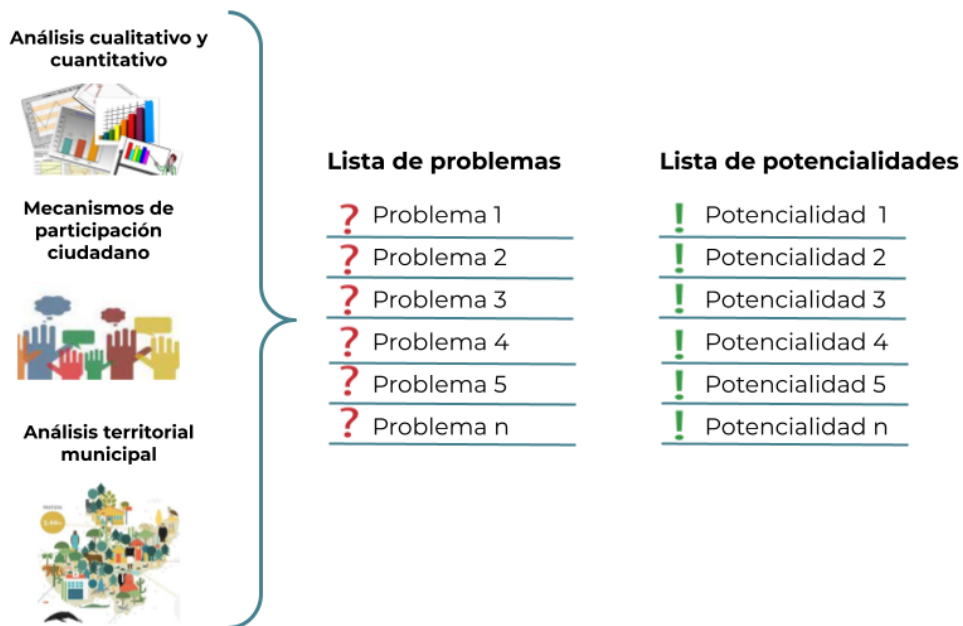 Análisis cualitativo y
cuantitativo
Mecanismos de
participación
ciudadano
Análisis territorial
municipal
Lista de problemas
Problema 1
Problema 2
Problema 3
Problema 4
Problema 5
Problema n
Lista de potencialidades
Potencialidad 1
Potencialidad 2
Potencialidad 3
Potencialidad 4
Potencialidad 5
Potencialidad n